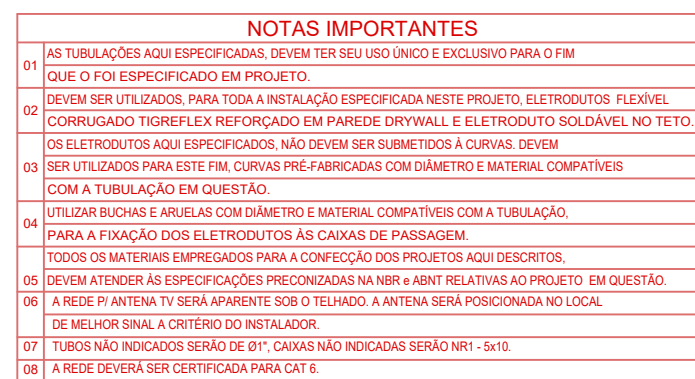 NOTAS IMPORTANTES
01 AS TUBULAÇÕES AQUI ESPECIFICADAS, DEVEM TER SEU USO ÚNICO E EXCLUSIVO PARA O FIM
QUE O FOI ESPECIFICADO EM PROJETO.
02 DEVEM SER UTILIZADOS, PARA TODA A INSTALAÇÃO ESPECIFICADA NESTE PROJETO, ELETRODUTOS FLEXÍVEL
CORRUGADO TIGREFLEX REFORÇADO EM PAREDE DRYWALL E ELETRODUTO SOLDÁVEL NO TETO.
OS ELETRODUTOS AQUI ESPECIFICADOS, NÃO DEVEM SER SUBMETIDOS À CURVAS. DEVEM
03 SER UTILIZADOS PARA ESTE FIM, CURVAS PRÉ-FABRICADAS COM DIÂMETRO E MATERIAL COMPATÍVEIS
COM A TUBULAÇÃO EM QUESTÃO.
04 UTILIZAR BUCHAS E ARUELAS COM DIÃMETRO E MATERIAL COMPATÍVEIS COM A TUBULAÇÃO,
PARA A FIXAÇÃO DOS ELETRODUTOS ÀS CAIXAS DE PASSAGEM.
TODOS OS MATERIAIS EMPREGADOS PARA A CONFECÇÃO DOS PROJETOS AQUI DESCRITOS,
05 DEVEM ATENDER ÀS ESPECIFICAÇÕES PRECONIZADAS NA NBR e ABNT RELATIVAS AO PROJETO EM QUESTÃO.
06 A REDE P/ ANTENA TV SERÁ APARENTE SOB O TELHADO. A ANTENA SERÁ POSICIONADA NO LOCAL
DE MELHOR SINAL A CRITÉRIO DO INSTALADOR.
07 TUBOS NÃO INDICADOS SERÃO DE Ø1", CAIXAS NÃO INDICADAS SERÃO NR1 - 5x10.
08 A REDE DEVERÁ SER CERTIFICADA PARA CAT 6.